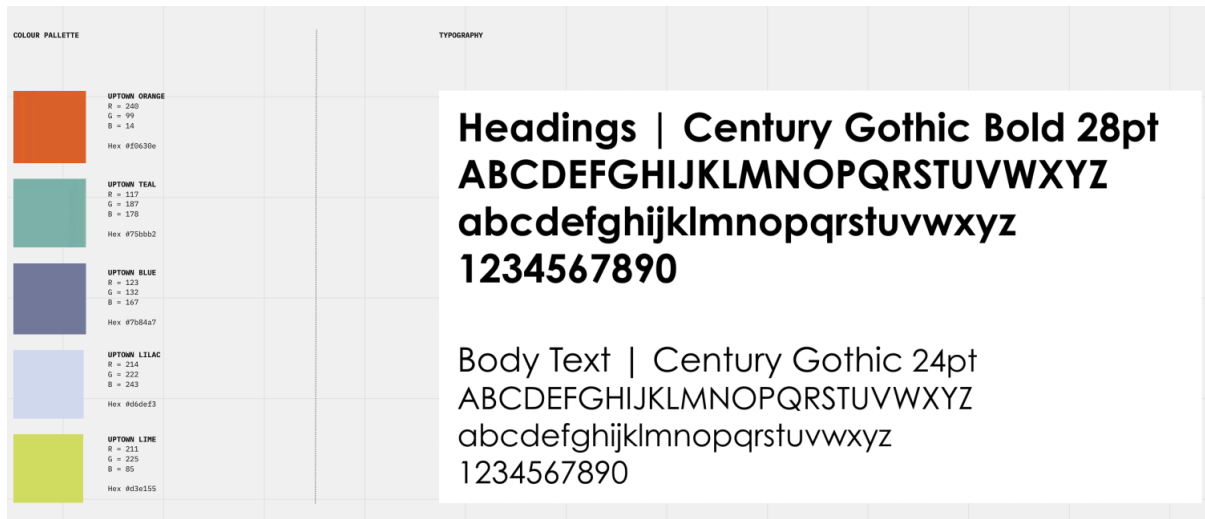 COLOUR PALLETTE
UPTOWN ORANGE
R = 240
G = 99
B = 14
Hex #f0630e
UPTOWN TEAL
R = 117
G = 187
B = 178
Hex #75bbb2
UPTOWN BLUE
R = 123
G = 132
B = 167
Hex #7b84a7
UPTOWN LILAC
R = 214
G = 222
B = 243
Hex #d6def3
UPTOWN LIME
R = 211
G = 225
B = 85
Hex #d3e155
TYPOGRAPHY
Headings | Century Gothic Bold 28pt
ABCDEFGHIJKLMNOPQRSTUVWXYZ
abcdefghijklmnopqrstuvwxyz
1234567890
Body Text | Century Gothic 24pt
ABCDEFGHIJKLMNOPQRSTUVWXYZ
abcdefghijklmnopqrstuvwxyz
1234567890